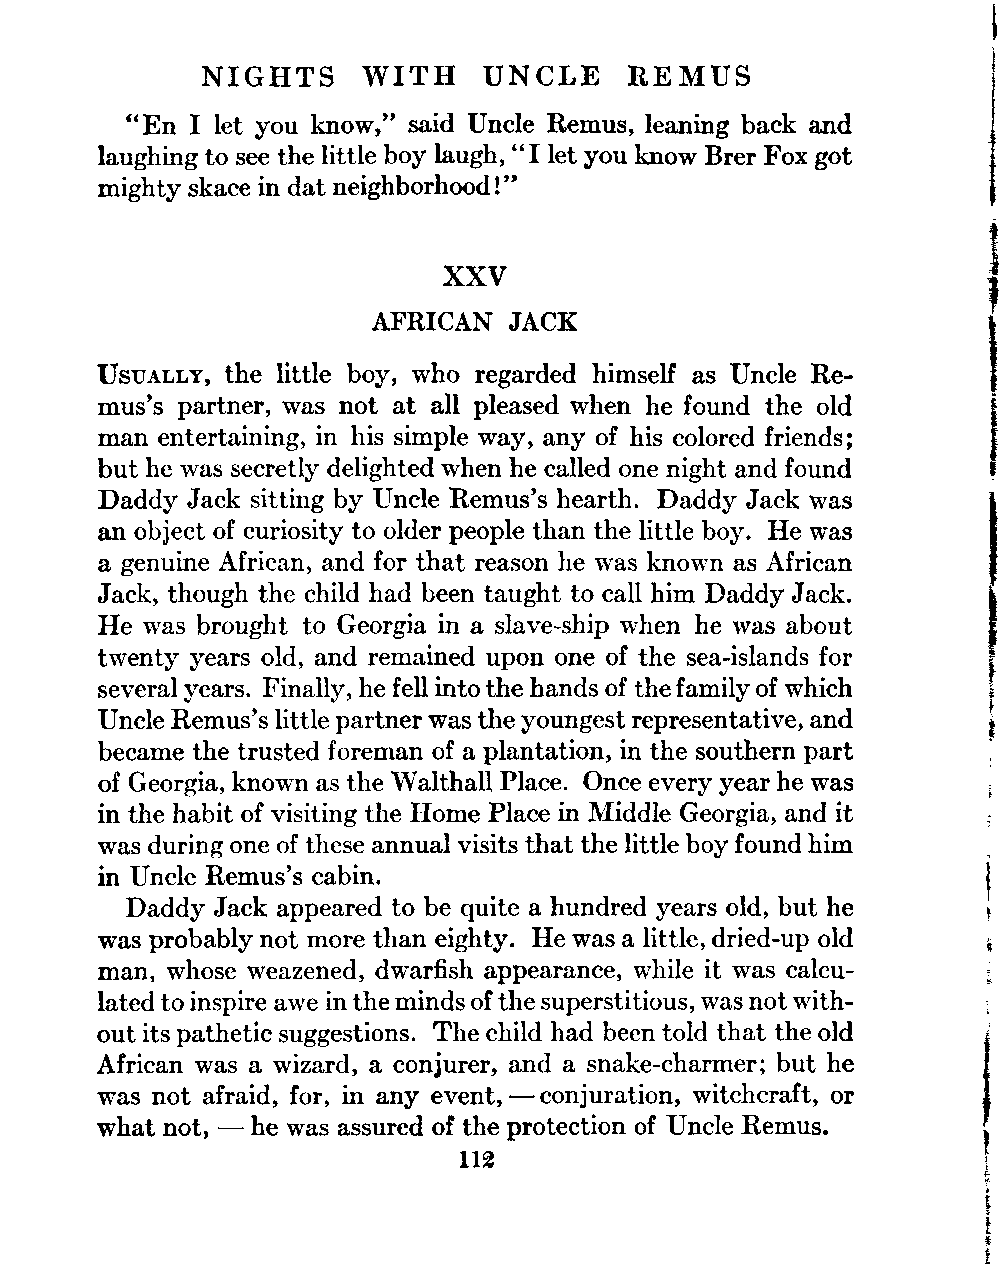 NIGHTS WITH UNCLE REMUS
“En I let you know,” said Uncle Remus, leaning back and
laughing to see the little boy laugh, “I let you know Brer Fox got
mighty skace in dat neighborhood!”
XXV
AFRICAN JACK
USUALLY, the little boy, who regarded himself as Uncle Re-
mus’s partner, was not at all pleased when he found the old
man entertaining, in his simple way, any of his colored friends;
but he was secretly delighted when he called one night and found
Daddy Jack sitting by Uncle Remus’s hearth. Daddy Jack was
an object of curiosity to older people than the little boy. He was
a genuine African, and for that reason he was known as African
Jack, though the child had been taught to call him Daddy Jack.
He was brought to Georgia in a slave-ship when he was about
twenty years old, and remained upon one of the sea-islands for
several years. Finally, he fell into the hands of the family of which
Uncle Remus’s little partner was the youngest representative, and
became the trusted foreman of a plantation, in the southern part
of Georgia, known as the Walthall Place. Once every year he was
in the habit of visiting the Home Place in Middle Georgia, and it
was during one of these annual visits that the little boy found him
in Uncle Remus’s cabin.
Daddy Jack appeared to be quite a hundred years old, but he
was probably not more than eighty. He was a little, dried-up old
man, whose weazened, dwarfish appearance, while it was calcu-
lated to inspire awe in the minds of the superstitious, was not with-
out its pathetic suggestions. The child had been told that the old
African was a wizard, a conjurer, and a snake-charmer; but he
was not afraid, for, in any event, — conjuration, witchcraft, or
what not, — he was assured of the protection of Uncle Remus.
112